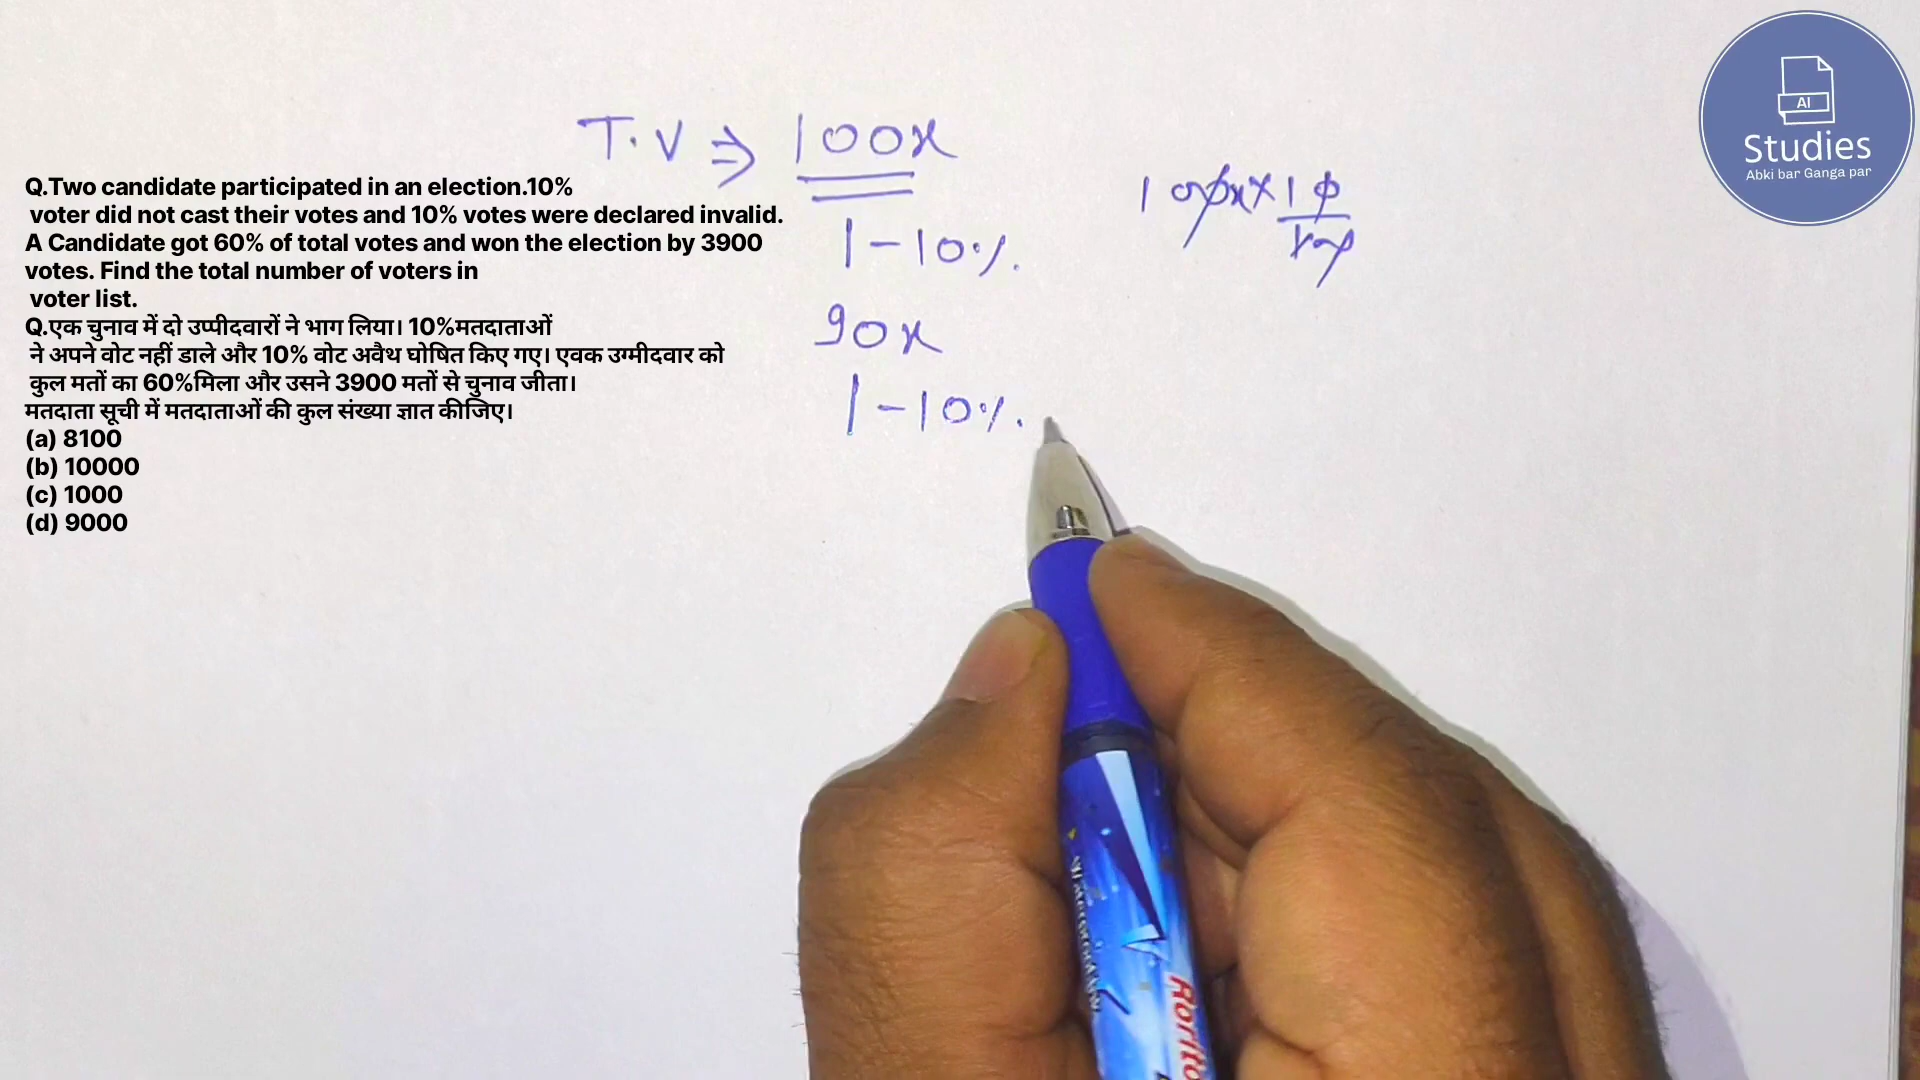 T.V ⇒ 100x
Q.Two candidate participated in an election.10%
voter did not cast their votes and 10% votes were declared invalid.
A Candidate got 60% of total votes and won the election by 3900
votes. Find the total number of voters in
voter list.
Q.एक चुनाव में दो उप्पीदवारों ने भाग लिया। 10%मतदाताओं
ने अपने वोट नहीं डाले और 10% वोट अवैथ घोषित किए गए। एवक उग्मीदवार को
कुल मतों का 60%मिला और उसने 3900 मतों से चुनाव जीता।
मतदाता सूची में मतदाताओं की कुल संख्या ज्ञात कीजिए।
(a) 8100
(b) 10000
(c) 1000
(d) 9000
1-10%.
90x
1-10%.
100x×10
100
AI
Studies
Abki bar Ganga par
Rorito